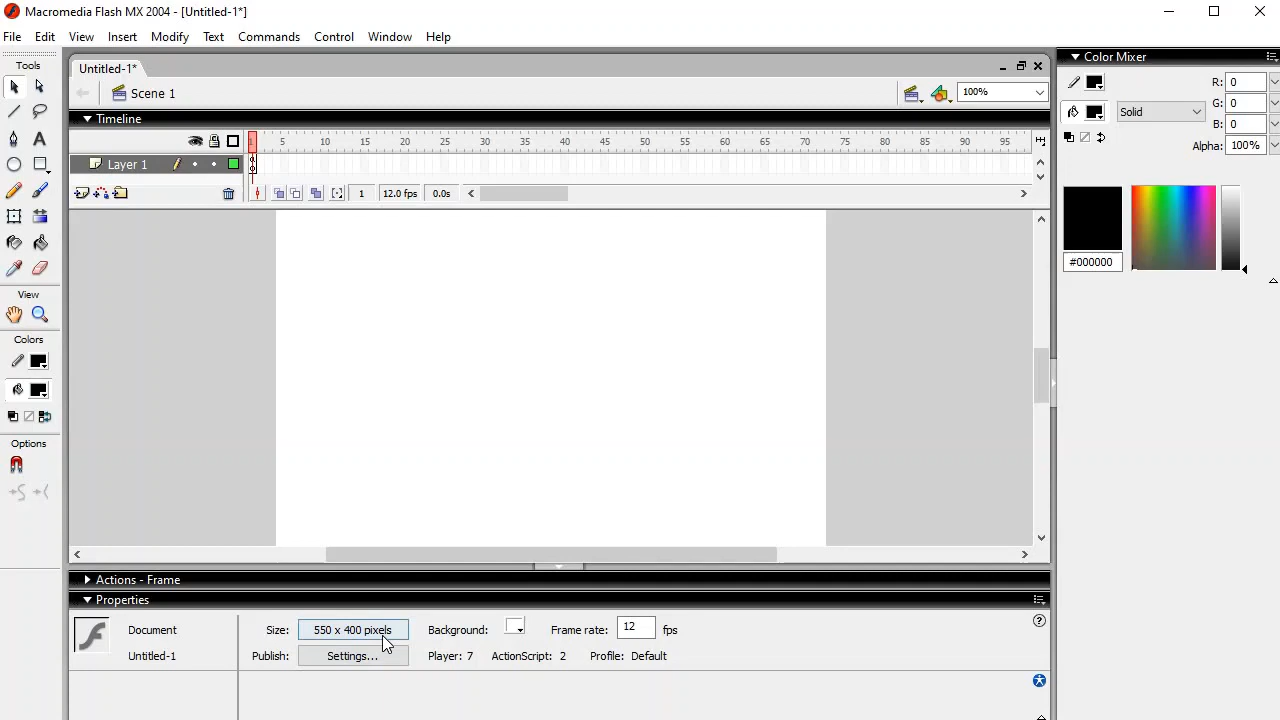 Macromedia Flash MX 2004 - [Untitled-1*]
File Edit View Insert Modify Text Commands Control Window Help
Tools
Untitled-1*
Scene 1
100%
Timeline
1 5 10 15 20 25 30 35 40 45 50 55 60 65 70 75 80 85 90 95
Layer 1
1 12.0 fps 0.0s
View
Colors
Options
Color Mixer
R: 0
Solid
G: 0
B: 0
Alpha: 100%
#000000
Actions - Frame
Properties
Document
Size: 550 x 400 pixels Background: Frame rate: 12 fps
Untitled-1
Publish: Settings... Player: 7 ActionScript: 2 Profile: Default